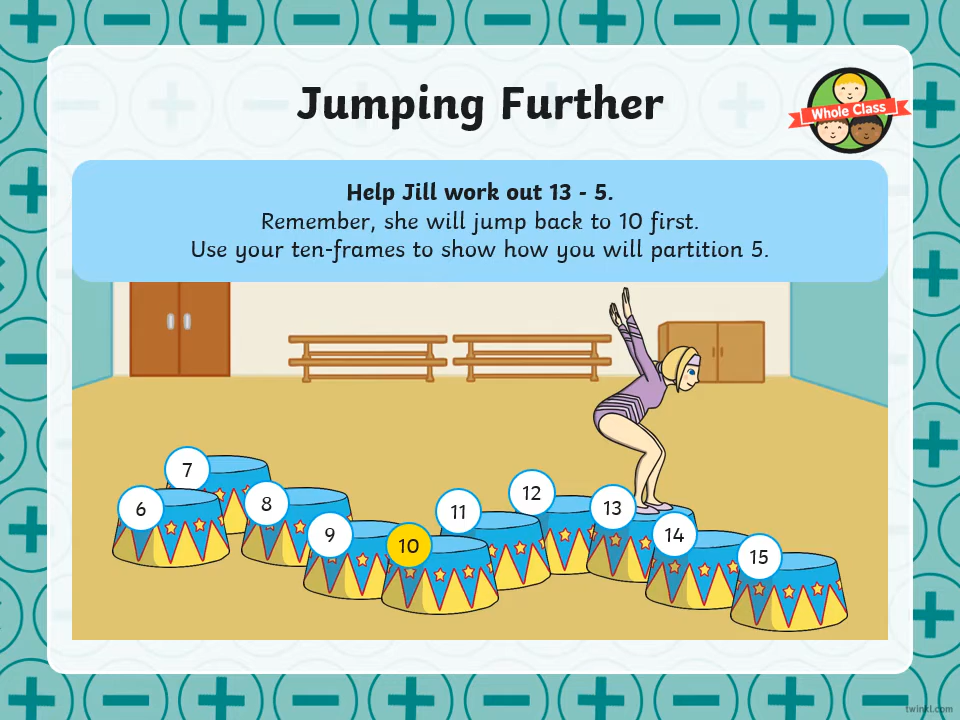 Jumping Further
Whole Class
Help Jill work out 13 - 5.
Remember, she will jump back to 10 first.
Use your ten-frames to show how you will partition 5.
7
6
8
9
10
11
12
13
14
15
twinkl.com